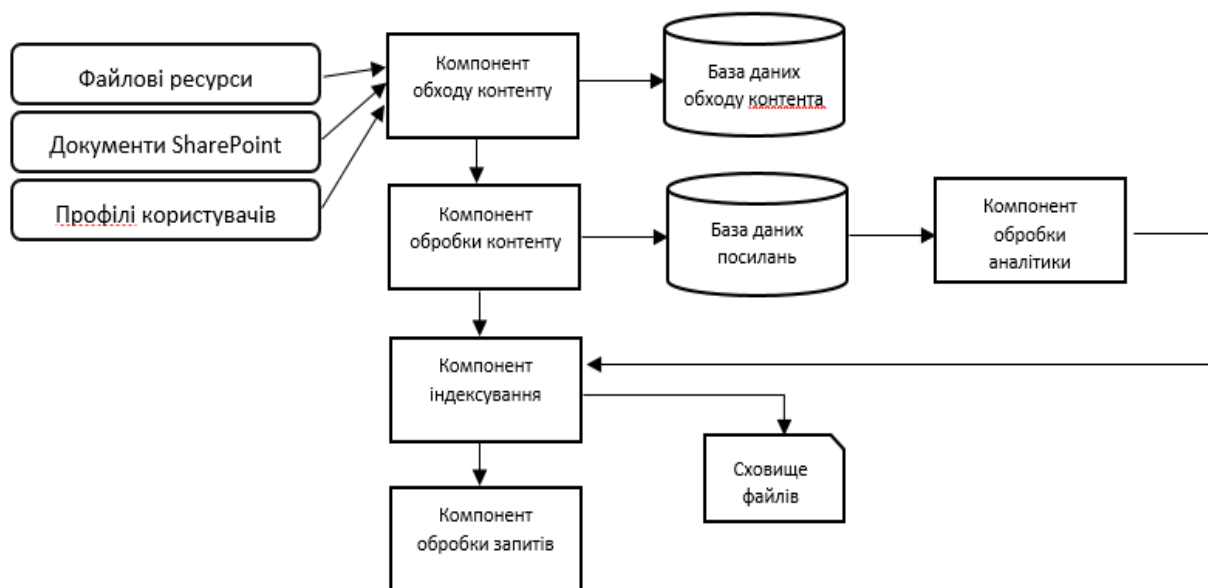 Файлові ресурси
Документи SharePoint
Профілі користувачів
Компонент
обходу контенту
База даних
обходу контента
Компонент
обробки контенту
База даних
посилань
Компонент
обробки
аналітики
Компонент
індексування
Сховище
файлів
Компонент
обробки запитів